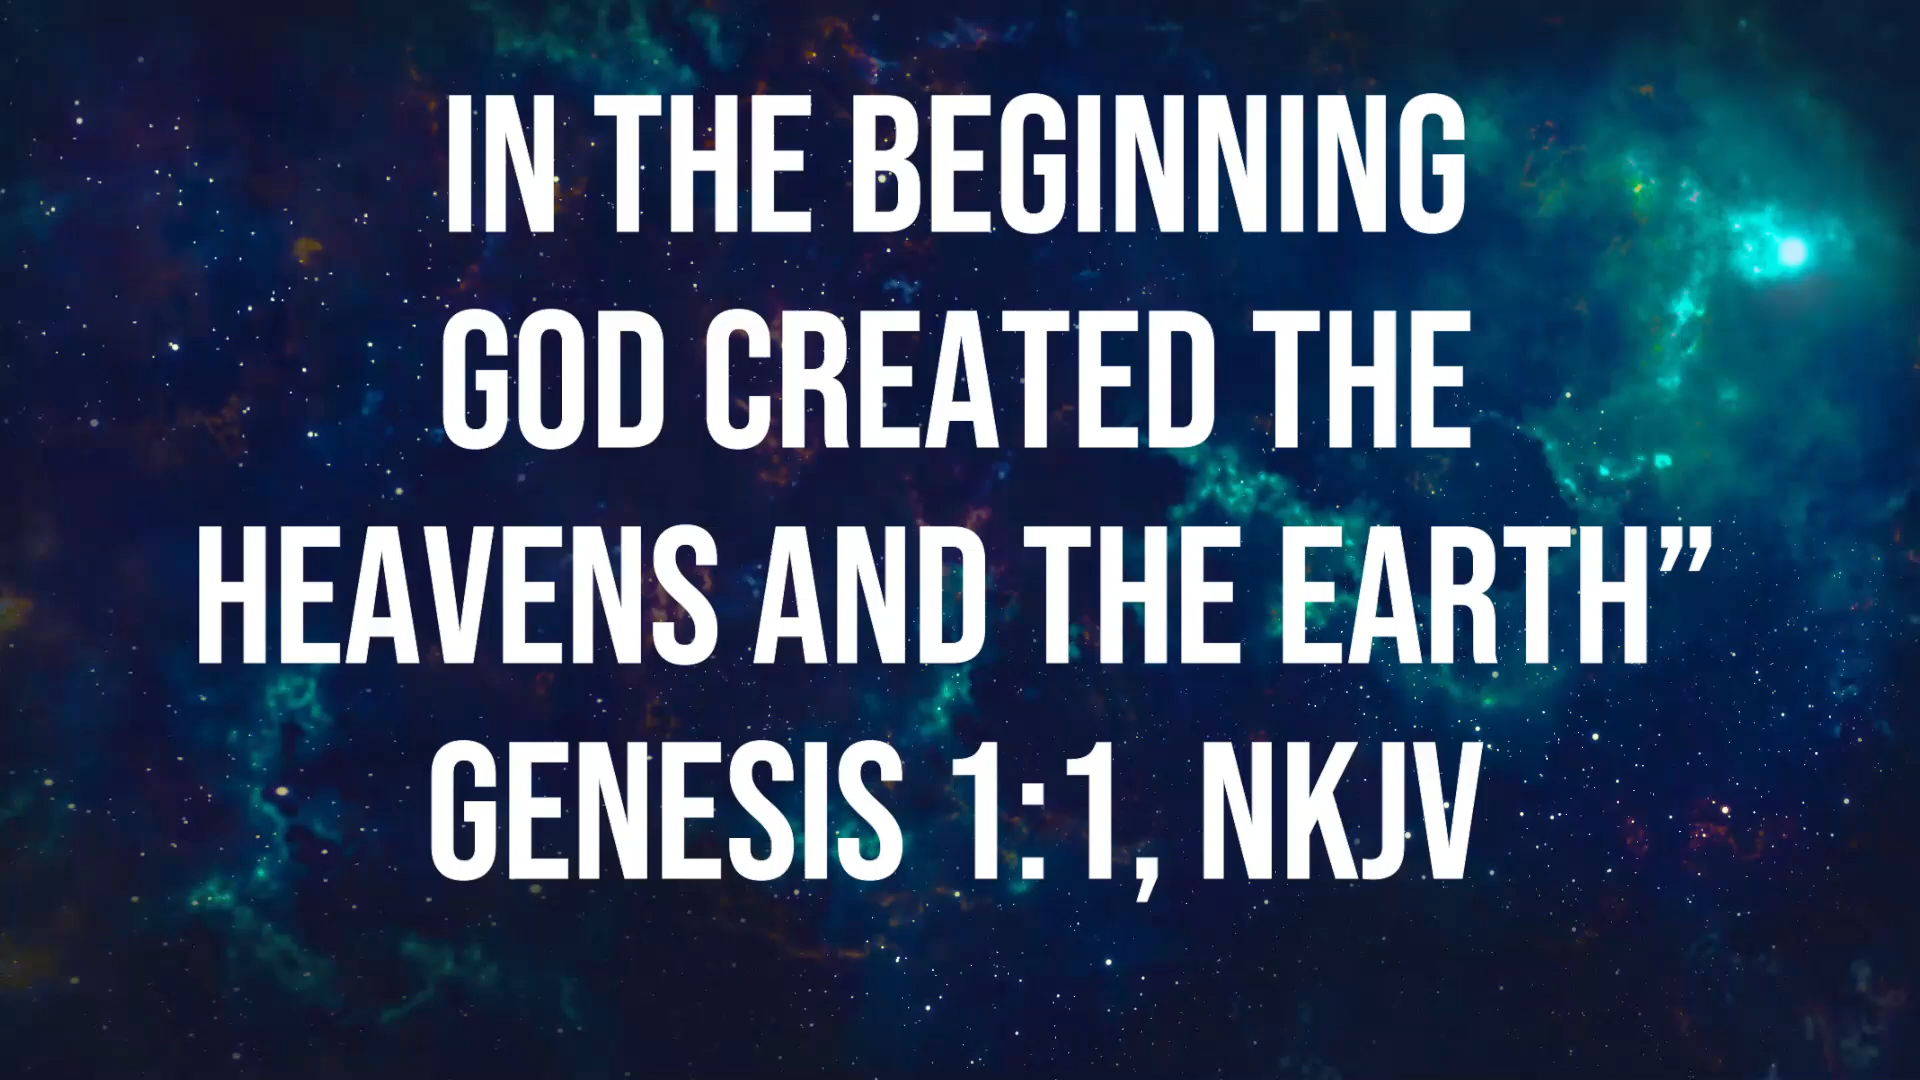 IN THE BEGINNING
GOD CREATED THE
HEAVENS AND THE EARTH”
GENESIS 1:1, NKJV